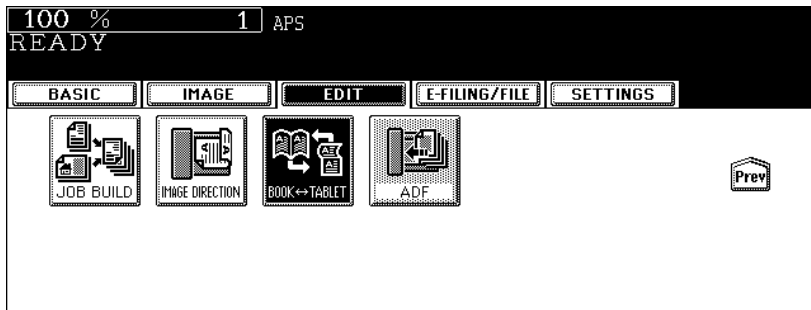 100 % 1 APS
READY
BASIC IMAGE EDIT E-FILING/FILE SETTINGS
JOB BUILD IMAGE DIRECTION BOOK↔TABLET ADF
Prev